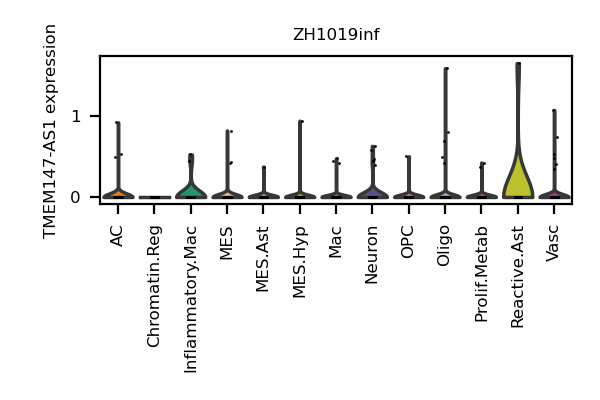 ZH1019inf
TMEM147-AS1 expression
1
0
AC
Chromatin.Reg
Inflammatory.Mac
MES
MES.Ast
MES.Hyp
Mac
Neuron
OPC
Oligo
Prolif.Metab
Reactive.Ast
Vasc